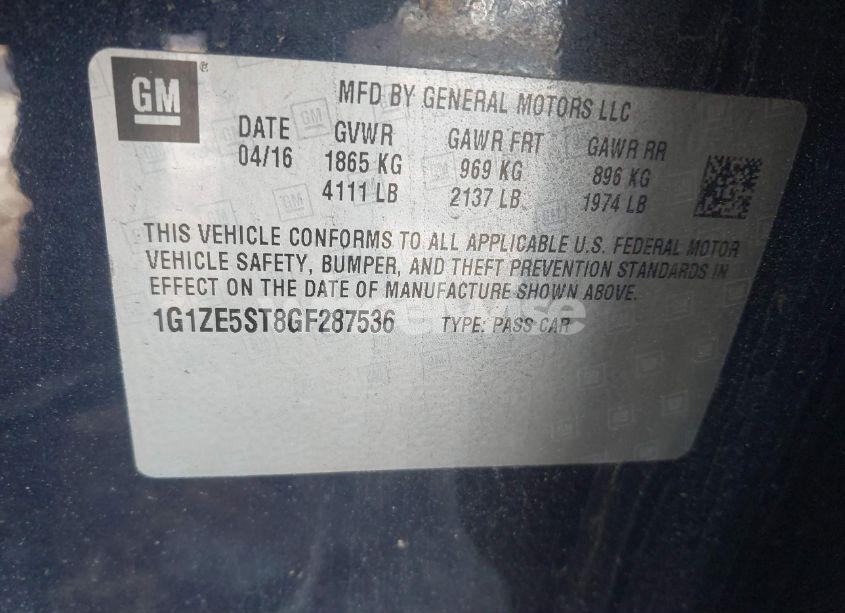 GM ®
MFD BY GENERAL MOTORS LLC
DATE GVWR GAWR FRT GAWR RR
04/16 1865 KG 969 KG 896 KG
4111 LB 2137 LB 1974 LB
THIS VEHICLE CONFORMS TO ALL APPLICABLE U.S. FEDERAL MOTOR
VEHICLE SAFETY, BUMPER, AND THEFT PREVENTION STANDARDS IN
EFFECT ON THE DATE OF MANUFACTURE SHOWN ABOVE.
1G1ZE5ST8GF287536 TYPE: PASS CAR